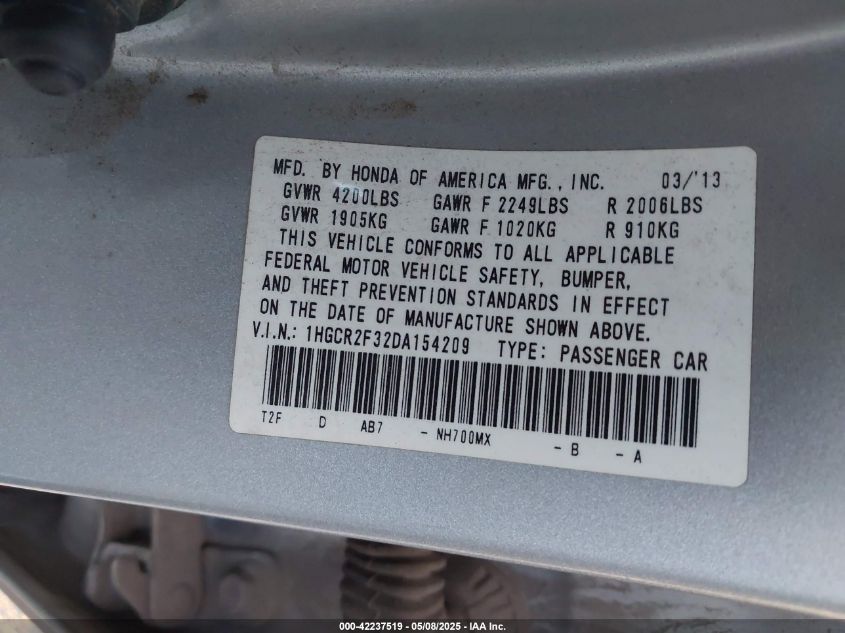 MFD. BY HONDA OF AMERICA MFG., INC. 03/'13
GVWR 4200LBS GAWR F 2249LBS R 2006LBS
GVWR 1905KG GAWR F 1020KG R 910KG
THIS VEHICLE CONFORMS TO ALL APPLICABLE
FEDERAL MOTOR VEHICLE SAFETY, BUMPER,
AND THEFT PREVENTION STANDARDS IN EFFECT
ON THE DATE OF MANUFACTURE SHOWN ABOVE.
V.I.N.: 1HGCR2F32DA154209 TYPE: PASSENGER CAR
T2F D AB7 - NH700MX - B - A
000-42237519 - 05/08/2025 - IAA Inc.